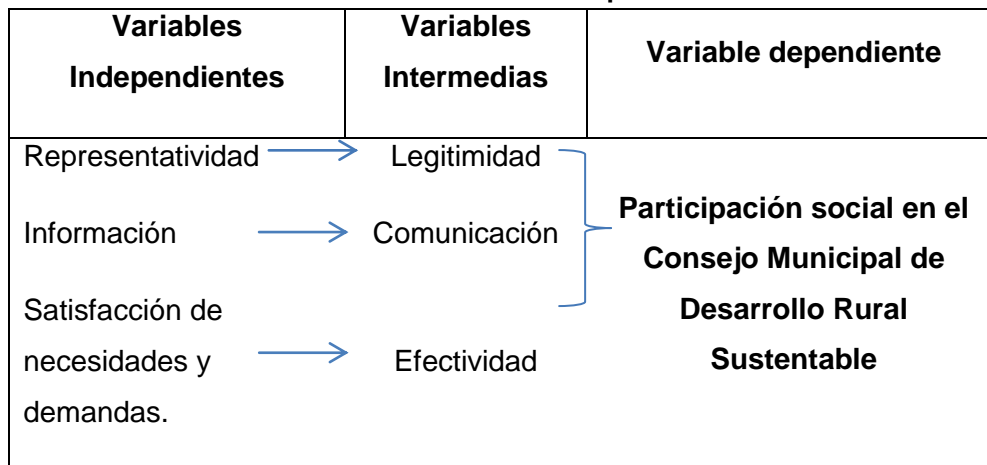 Variables
Independientes
Variables
Intermedias
Variable dependiente
Representatividad
Legitimidad
Información
Comunicación
Satisfacción de
necesidades y
demandas.
Efectividad
Participación social en el
Consejo Municipal de
Desarrollo Rural
Sustentable